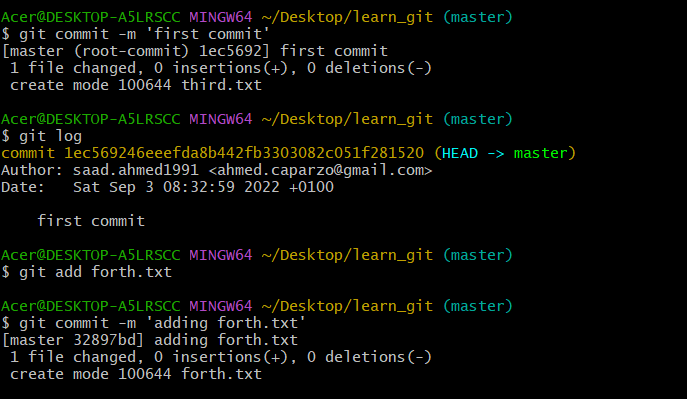 Acer@DESKTOP-A5LRSCC MINGW64 ~/Desktop/learn_git (master)
$ git commit -m 'first commit'
[master (root-commit) 1ec5692] first commit
 1 file changed, 0 insertions(+), 0 deletions(-)
 create mode 100644 third.txt

Acer@DESKTOP-A5LRSCC MINGW64 ~/Desktop/learn_git (master)
$ git log
commit 1ec569246eeefda8b442fb3303082c051f281520 (HEAD -> master)
Author: saad.ahmed1991 <ahmed.caparzo@gmail.com>
Date:   Sat Sep 3 08:32:59 2022 +0100

    first commit

Acer@DESKTOP-A5LRSCC MINGW64 ~/Desktop/learn_git (master)
$ git add forth.txt

Acer@DESKTOP-A5LRSCC MINGW64 ~/Desktop/learn_git (master)
$ git commit -m 'adding forth.txt'
[master 32897bd] adding forth.txt
 1 file changed, 0 insertions(+), 0 deletions(-)
 create mode 100644 forth.txt